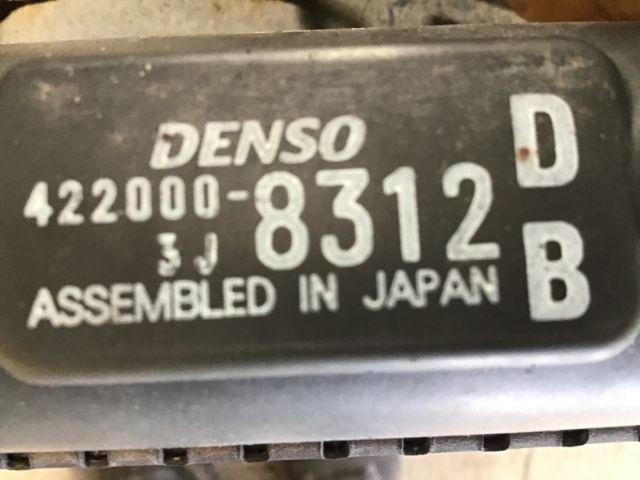 DENSO
422000-8312
3J
ASSEMBLED IN JAPAN
D
B